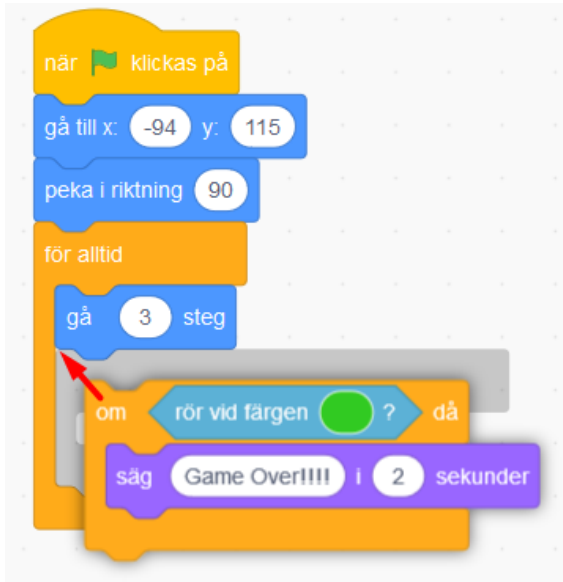 när klickas på
gå till x: -94 y: 115
peka i riktning 90
för alltid
gå 3 steg
om rör vid färgen ? då
säg Game Over!!!! i 2 sekunder